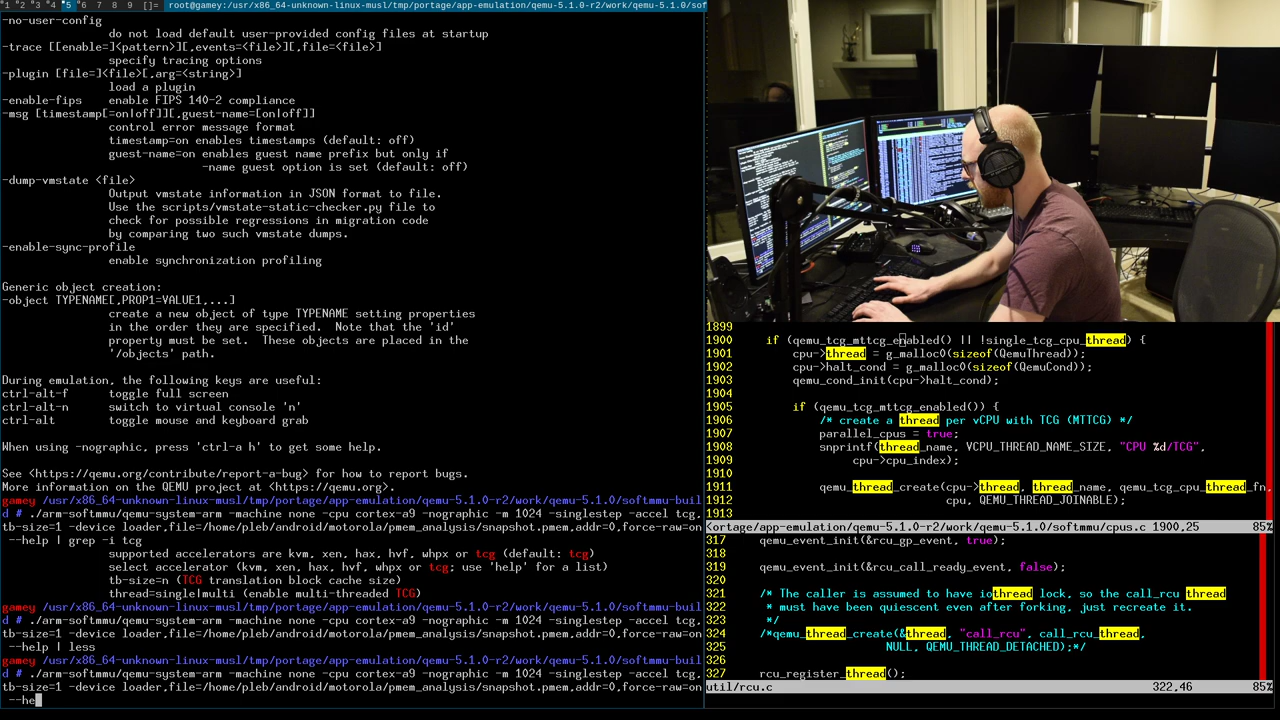 °1 °2 °3 °4 °5 6 7 8 9 []= root@gamey:/usr/x86_64-unknown-linux-musl/tmp/portage/app-emulation/qemu-5.1.0-r2/work/qemu-5.1.0-r2/sof
-no-user-config
do not load default user-provided config files at startup
-trace [[enable=]<pattern>][,events=<file>][,file=<file>]
specify tracing options
-plugin [file=]<file>[,arg=<string>]
load a plugin
-enable-fips    enable FIPS 140-2 compliance
-msg [timestamp[=on|off]][,guest-name=[on|off]]
control error message format
timestamp=on enables timestamps (default: off)
guest-name=on enables guest name prefix but only if
-name guest option is set (default: off)
-dump-vmstate <file>
Output vmstate information in JSON format to file.
Use the scripts/vmstate-static-checker.py file to
check for possible regressions in migration code
by comparing two such vmstate dumps.
-enable-sync-profile
enable synchronization profiling
Generic object creation:
-object TYPENAME[,PROP1=VALUE1,...]
create a new object of type TYPENAME setting properties
in the order they are specified.  Note that the 'id'
property must be set.  These objects are placed in the
'/objects' path.
During emulation, the following keys are useful:
ctrl-alt-f      toggle full screen
ctrl-alt-n      switch to virtual console 'n'
ctrl-alt        toggle mouse and keyboard grab
When using -nographic, press 'ctrl-a h' to get some help.
See <https://qemu.org/contribute/report-a-bug> for how to report bugs.
More information on the QEMU project at <https://qemu.org>.
gamey /usr/x86_64-unknown-linux-musl/tmp/portage/app-emulation/qemu-5.1.0-r2/work/qemu-5.1.0-r2/softmmu-buil
d # ./arm-softmmu/qemu-system-arm -machine none -cpu cortex-a9 -nographic -m 1024 -singlestep -accel tcg,
tb-size=1 -device loader,file=/home/pleb/android/motorola/pmem_analysis/snapshot.pmem,addr=0,force-raw=on
--help | grep -i tcg
supported accelerators are kvm, xen, hax, hvf, whpx or tcg (default: tcg)
select accelerator (kvm, xen, hax, hvf, whpx or tcg; use 'help' for a list)
tb-size=n (TCG translation block cache size)
thread=single|multi (enable multi-threaded TCG)
gamey /usr/x86_64-unknown-linux-musl/tmp/portage/app-emulation/qemu-5.1.0-r2/work/qemu-5.1.0-r2/softmmu-buil
d # ./arm-softmmu/qemu-system-arm -machine none -cpu cortex-a9 -nographic -m 1024 -singlestep -accel tcg,
tb-size=1 -device loader,file=/home/pleb/android/motorola/pmem_analysis/snapshot.pmem,addr=0,force-raw=on
--help | less
gamey /usr/x86_64-unknown-linux-musl/tmp/portage/app-emulation/qemu-5.1.0-r2/work/qemu-5.1.0-r2/softmmu-buil
d # ./arm-softmmu/qemu-system-arm -machine none -cpu cortex-a9 -nographic -m 1024 -singlestep -accel tcg,
tb-size=1 -device loader,file=/home/pleb/android/motorola/pmem_analysis/snapshot.pmem,addr=0,force-raw=on
--he
1899
1900     if (qemu_tcg_mttcg_enabled() || !single_tcg_cpu_thread) {
1901         cpu->thread = g_malloc0(sizeof(QemuThread));
1902         cpu->halt_cond = g_malloc0(sizeof(QemuCond));
1903         qemu_cond_init(cpu->halt_cond);
1904
1905         if (qemu_tcg_mttcg_enabled()) {
1906             /* create a thread per vCPU with TCG (MTTCG) */
1907             parallel_cpus = true;
1908             snprintf(thread_name, VCPU_THREAD_NAME_SIZE, "CPU %d/TCG",
1909                  cpu->cpu_index);
1910
1911             qemu_thread_create(cpu->thread, thread_name, qemu_tcg_cpu_thread_fn,
1912                                cpu, QEMU_THREAD_JOINABLE);
1913
<ortage/app-emulation/qemu-5.1.0-r2/work/qemu-5.1.0-r2/softmmu/cpus.c 1900,25 85%
317     qemu_event_init(&rcu_gp_event, true);
318
319     qemu_event_init(&rcu_call_ready_event, false);
320
321     /* The caller is assumed to have iothread lock, so the call_rcu thread
322      * must have been quiescent even after forking, just recreate it.
323      */
324     /*qemu_thread_create(&thread, "call_rcu", call_rcu_thread,
325                        NULL, QEMU_THREAD_DETACHED);*/
326
327     rcu_register_thread();
util/rcu.c 322,46 85%